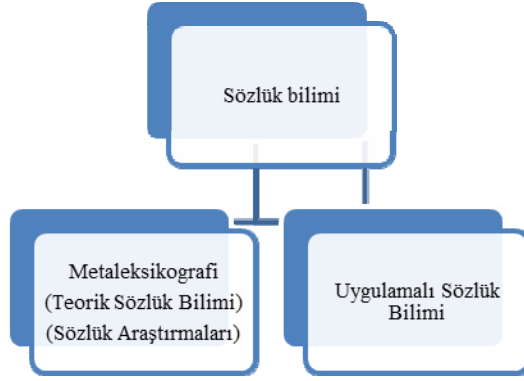 Sözlük bilimi
Metaleksikografi
(Teorik Sözlük Bilimi)
(Sözlük Araştırmaları)
Uygulamalı Sözlük
Bilimi